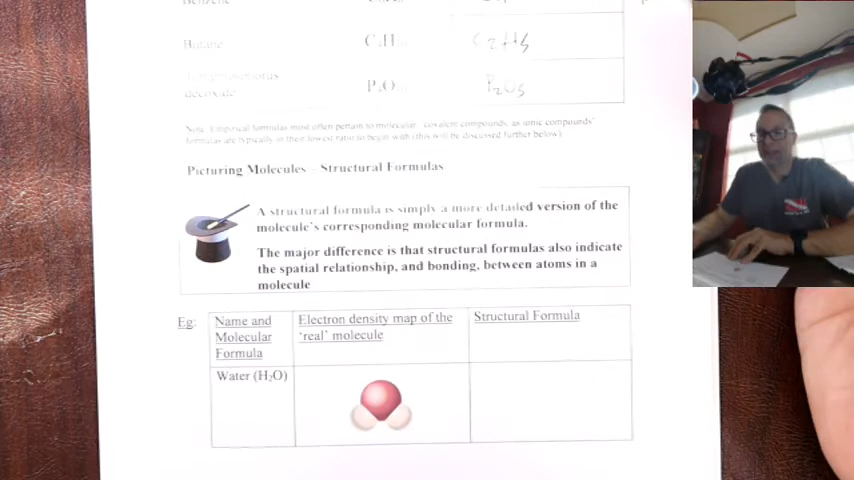 Butane
C2H5
decoxide
P2O5
Note: Empirical formulas most often pertain to molecular covalent compounds, as ionic compounds'
formulas are typically in their lowest ratio to begin with (this will be discussed further below)
Picturing Molecules – Structural Formulas
A structural formula is simply a more detailed version of the
molecule's corresponding molecular formula.
The major difference is that structural formulas also indicate
the spatial relationship, and bonding, between atoms in a
molecule
Eg:
Name and
Molecular
Formula
Electron density map of the
'real' molecule
Structural Formula
Water (H₂O)